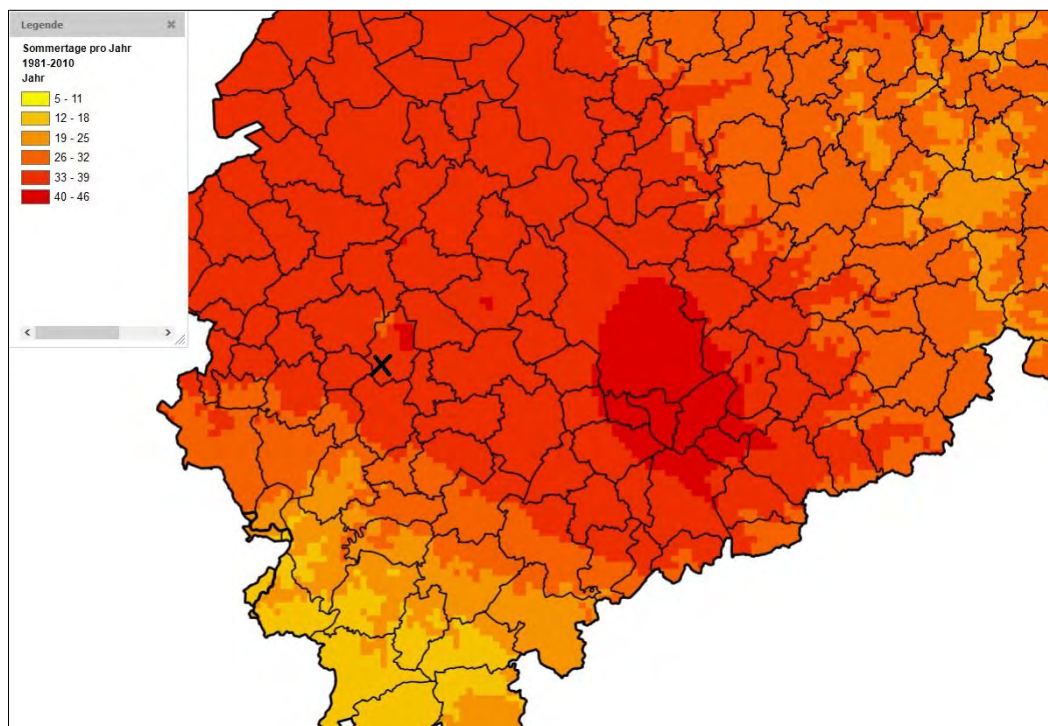 Legende
Sommertage pro Jahr
1981-2010
Jahr
5 - 11
12 - 18
19 - 25
26 - 32
33 - 39
40 - 46